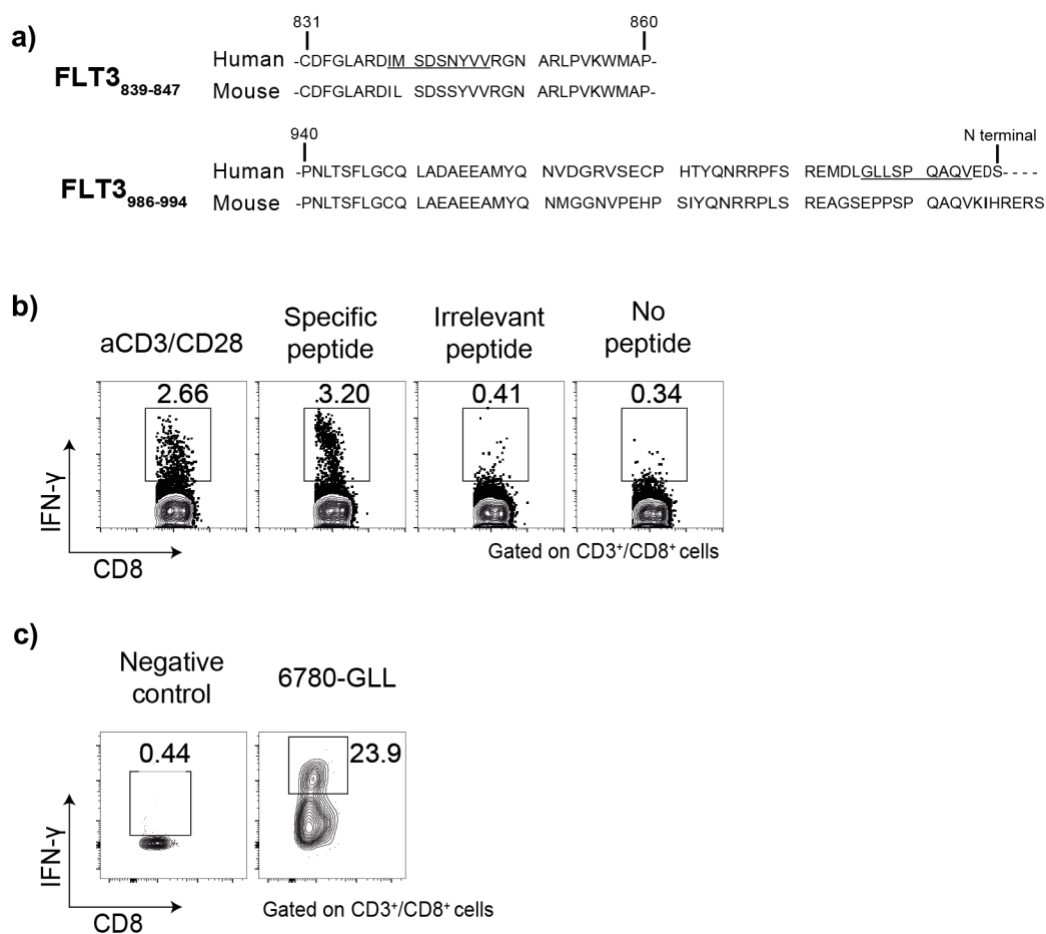 a)
831 860
FLT3839-847
Human -CDFGLARDIM SDSNYVVRGN ARLPVKWMAP-
Mouse -CDFGLARDIL SDSSYVVRGN ARLPVKWMAP-
940 N terminal
FLT3986-994
Human -PNLTSFLGCQ LADAEEAMYQ NVDGRVSECP HTYQNRRPFS REMDLGLLSP QAQVEDS----
Mouse -PNLTSFLGCQ LAEAEEAMYQ NMGGNVPEHP SIYQNRRPLS REAGSEPPSP QAQVKIHRERS
b)
aCD3/CD28 Specific peptide Irrelevant peptide No peptide
2.66 3.20 0.41 0.34
IFN-γ
CD8
Gated on CD3+/CD8+ cells
c)
Negative control 6780-GLL
0.44 23.9
IFN-γ
CD8
Gated on CD3+/CD8+ cells